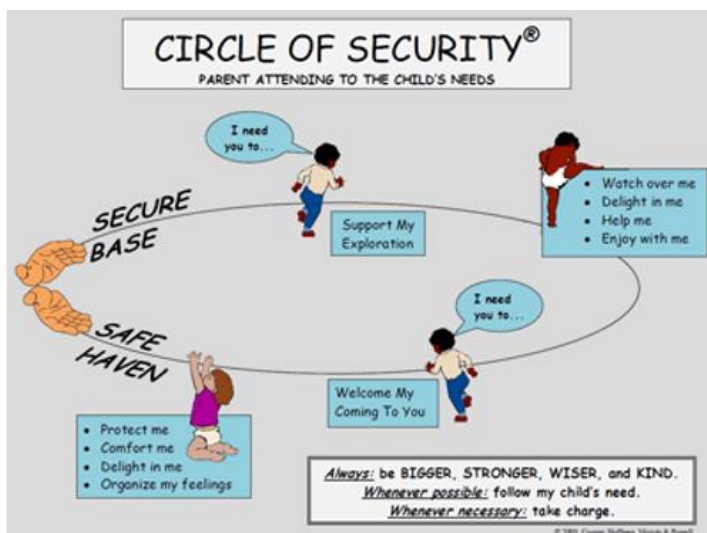 CIRCLE OF SECURITY®
PARENT ATTENDING TO THE CHILD'S NEEDS
I need
you to...
SECURE
BASE
Support My
Exploration
• Watch over me
• Delight in me
• Help me
• Enjoy with me
I need
you to...
SAFE
HAVEN
Welcome My
Coming To You
• Protect me
• Comfort me
• Delight in me
• Organize my feelings
Always: be BIGGER, STRONGER, WISER, and KIND.
Whenever possible: follow my child's need.
Whenever necessary: take charge.